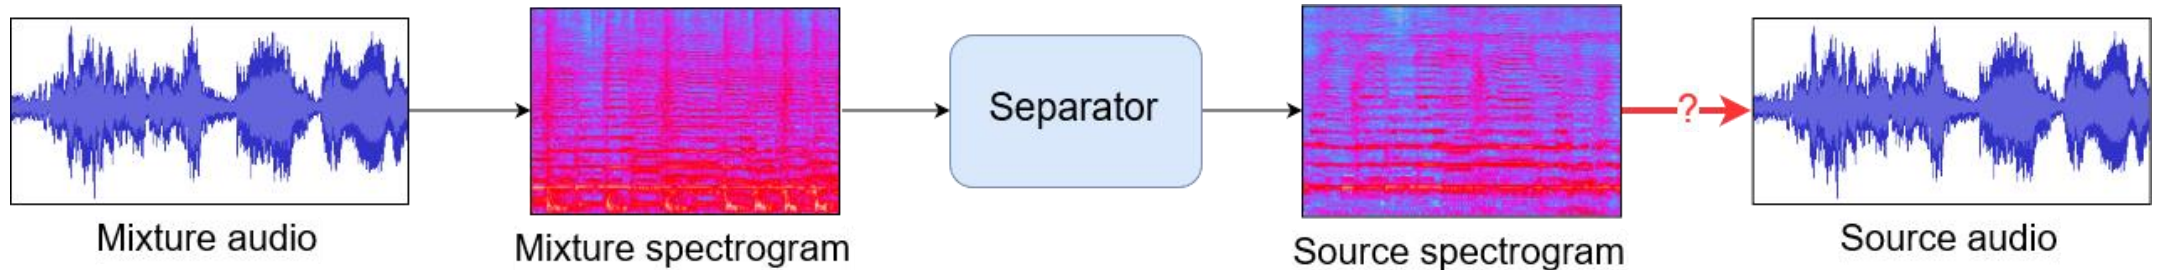 Mixture audio
Mixture spectrogram
Separator
Source spectrogram
?
Source audio